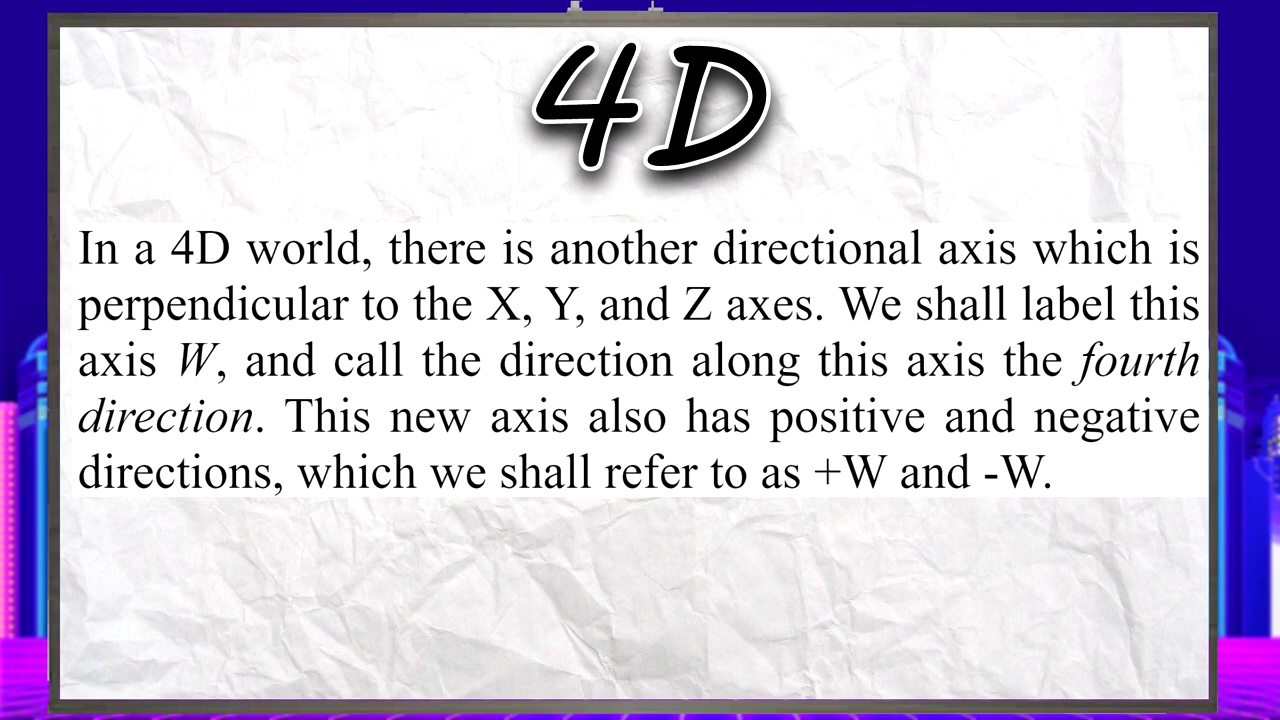 4D
In a 4D world, there is another directional axis which is
perpendicular to the X, Y, and Z axes. We shall label this
axis W, and call the direction along this axis the fourth
direction. This new axis also has positive and negative
directions, which we shall refer to as +W and -W.